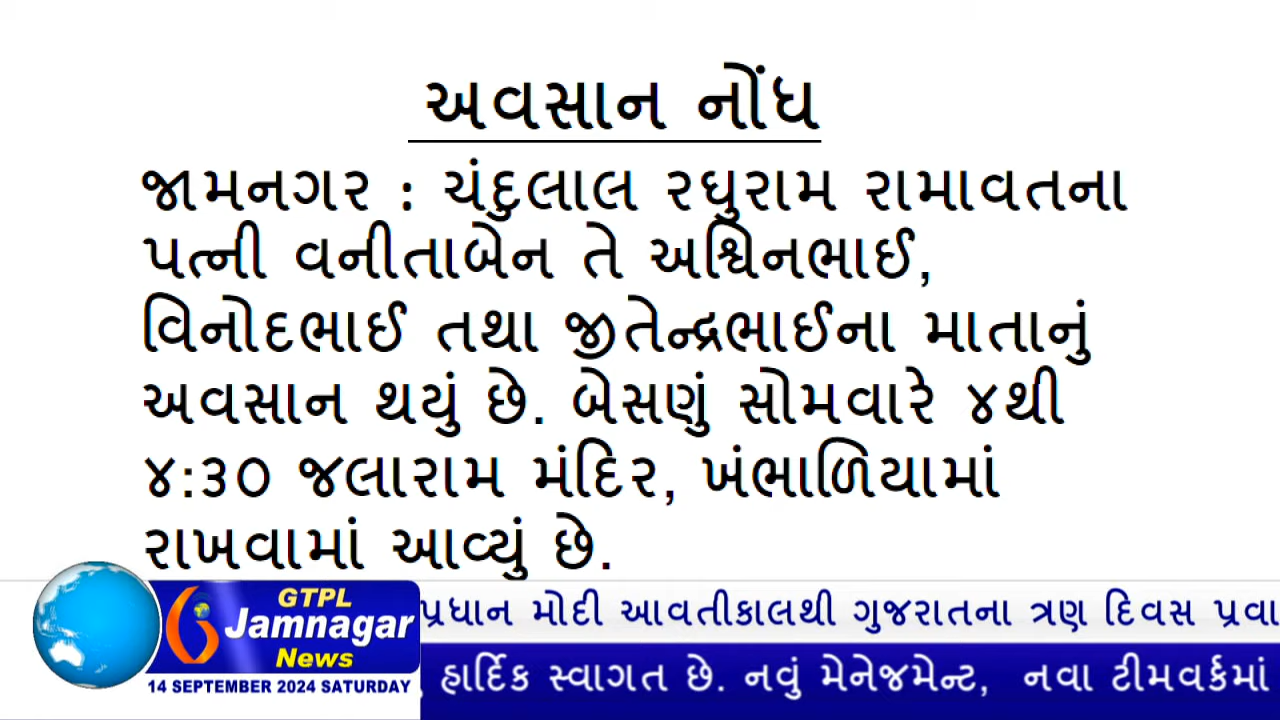 અવસાન નોંધ
જામનગર : ચંદુલાલ રઘુરામ રામાવતના
પત્ની વનીતાબેન તે અશ્વિનભાઈ,
વિનોદભાઈ તથા જીતેન્દ્રભાઈના માતાનું
અવસાન થયું છે. બેસણું સોમવારે ૪થી
૪:૩૦ જલારામ મંદિર, ખંભાળિયામાં
રાખવામાં આવ્યું છે.
GTPL
Jamnagar
News
14 SEPTEMBER 2024 SATURDAY
પ્રધાન મોદી આવતીકાલથી ગુજરાતના ત્રણ દિવસ પ્રવા
હાર્દિક સ્વાગત છે. નવું મેનેજમેન્ટ, નવા ટીમવર્કમાં